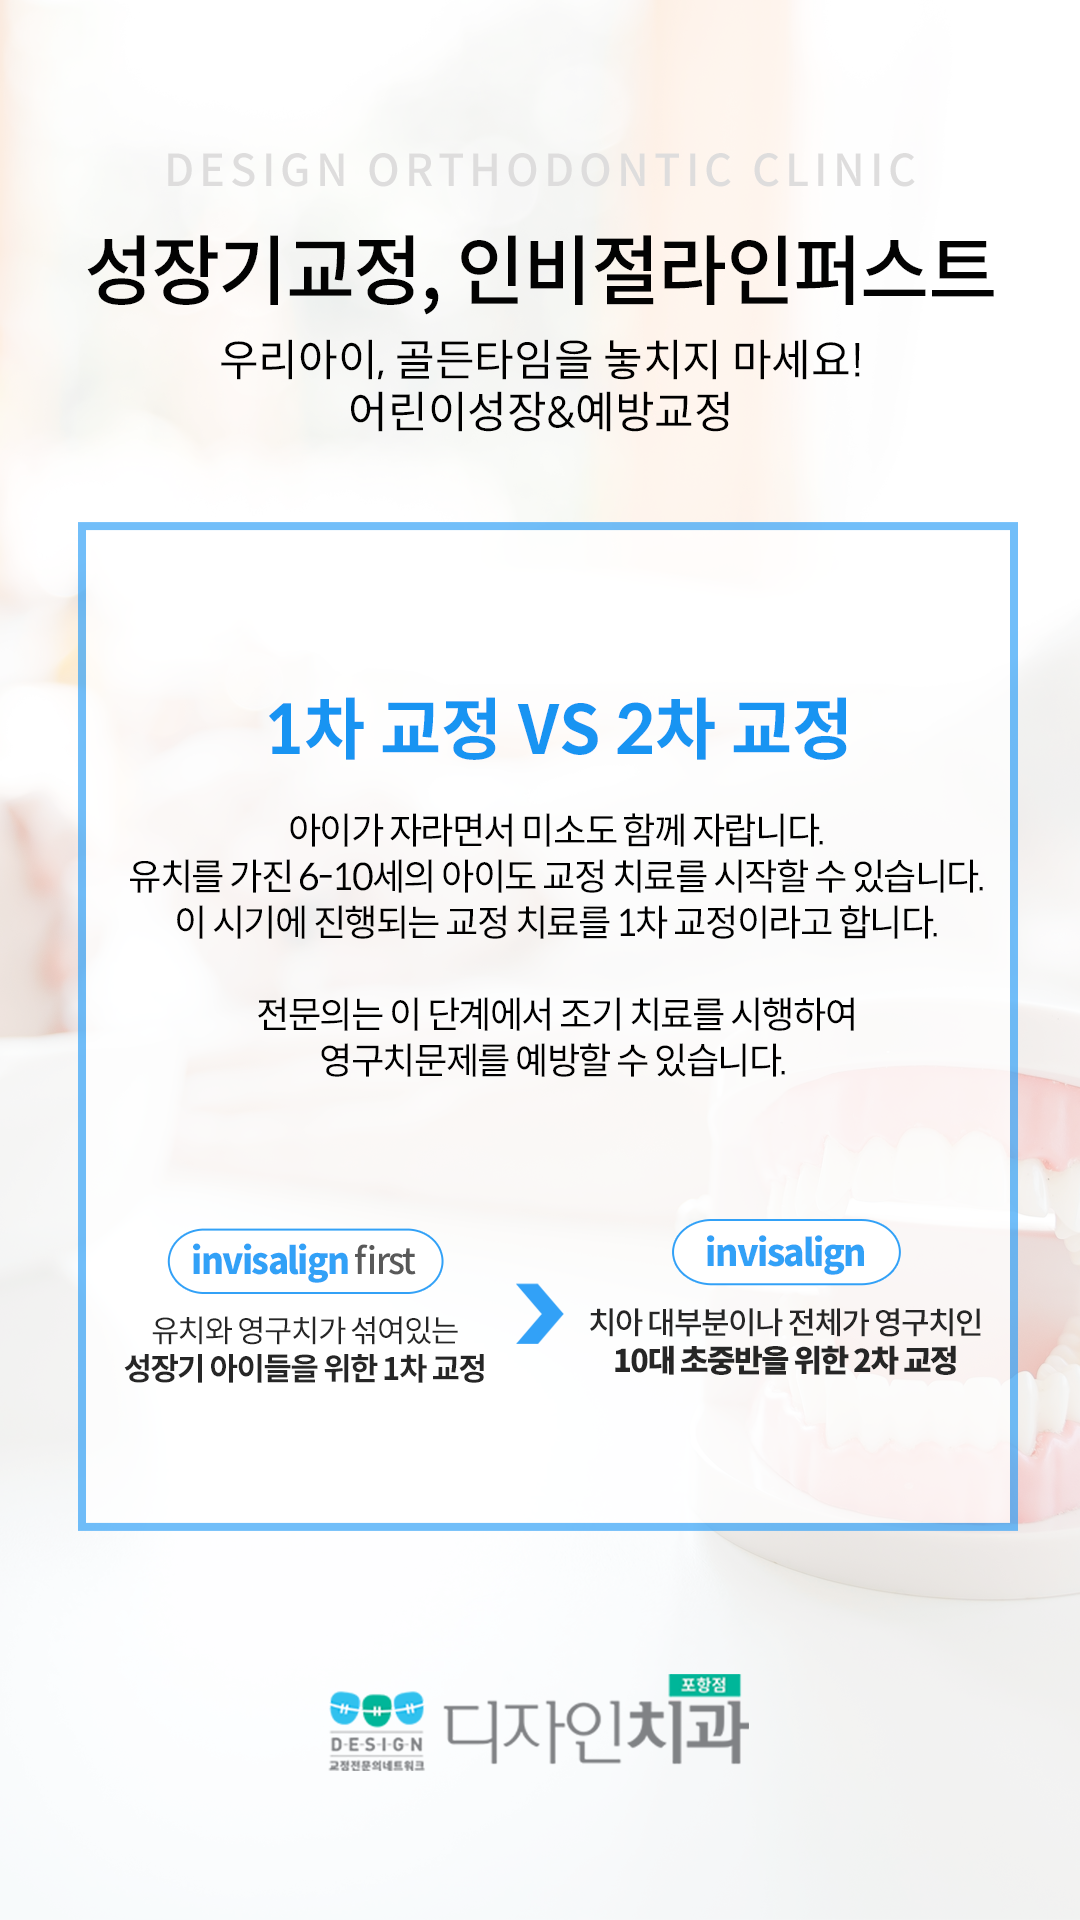 DESIGN ORTHODONTIC CLINIC
성장기교정, 인비절라인퍼스트
우리아이, 골든타임을 놓치지 마세요!
어린이성장&예방교정
1차 교정 VS 2차 교정
아이가 자라면서 미소도 함께 자랍니다.
유치를 가진 6-10세의 아이도 교정 치료를 시작할 수 있습니다.
이 시기에 진행되는 교정 치료를 1차 교정이라고 합니다.
전문의는 이 단계에서 조기 치료를 시행하여
영구치문제를 예방할 수 있습니다.
invisalign first
유치와 영구치가 섞여있는
성장기 아이들을 위한 1차 교정
invisalign
치아 대부분이나 전체가 영구치인
10대 초중반을 위한 2차 교정
포항점
D-E-S-I-G-N
교정전문의네트워크
디자인치과